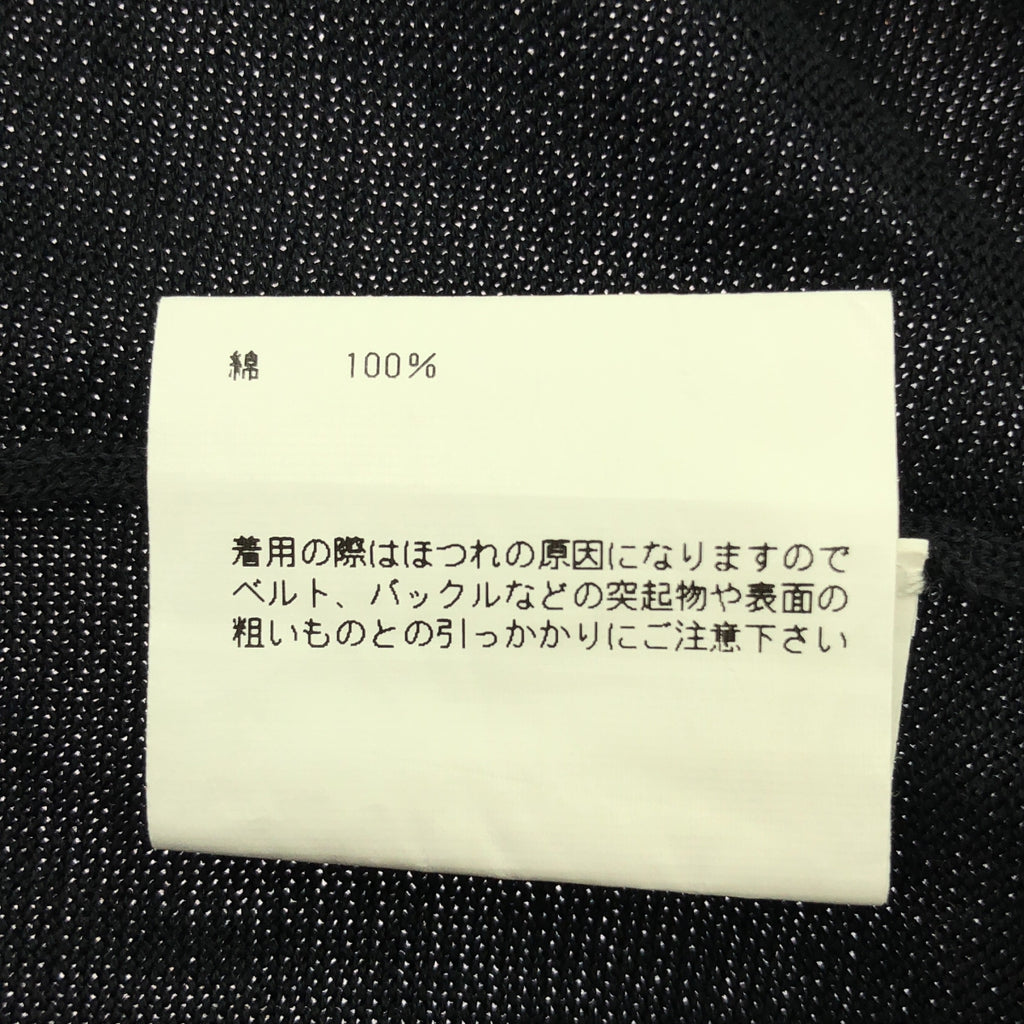 綿 100%
着用の際はほつれの原因になりますので
ベルト、バックルなどの突起物や表面の
粗いものとの引っかかりにご注意下さい